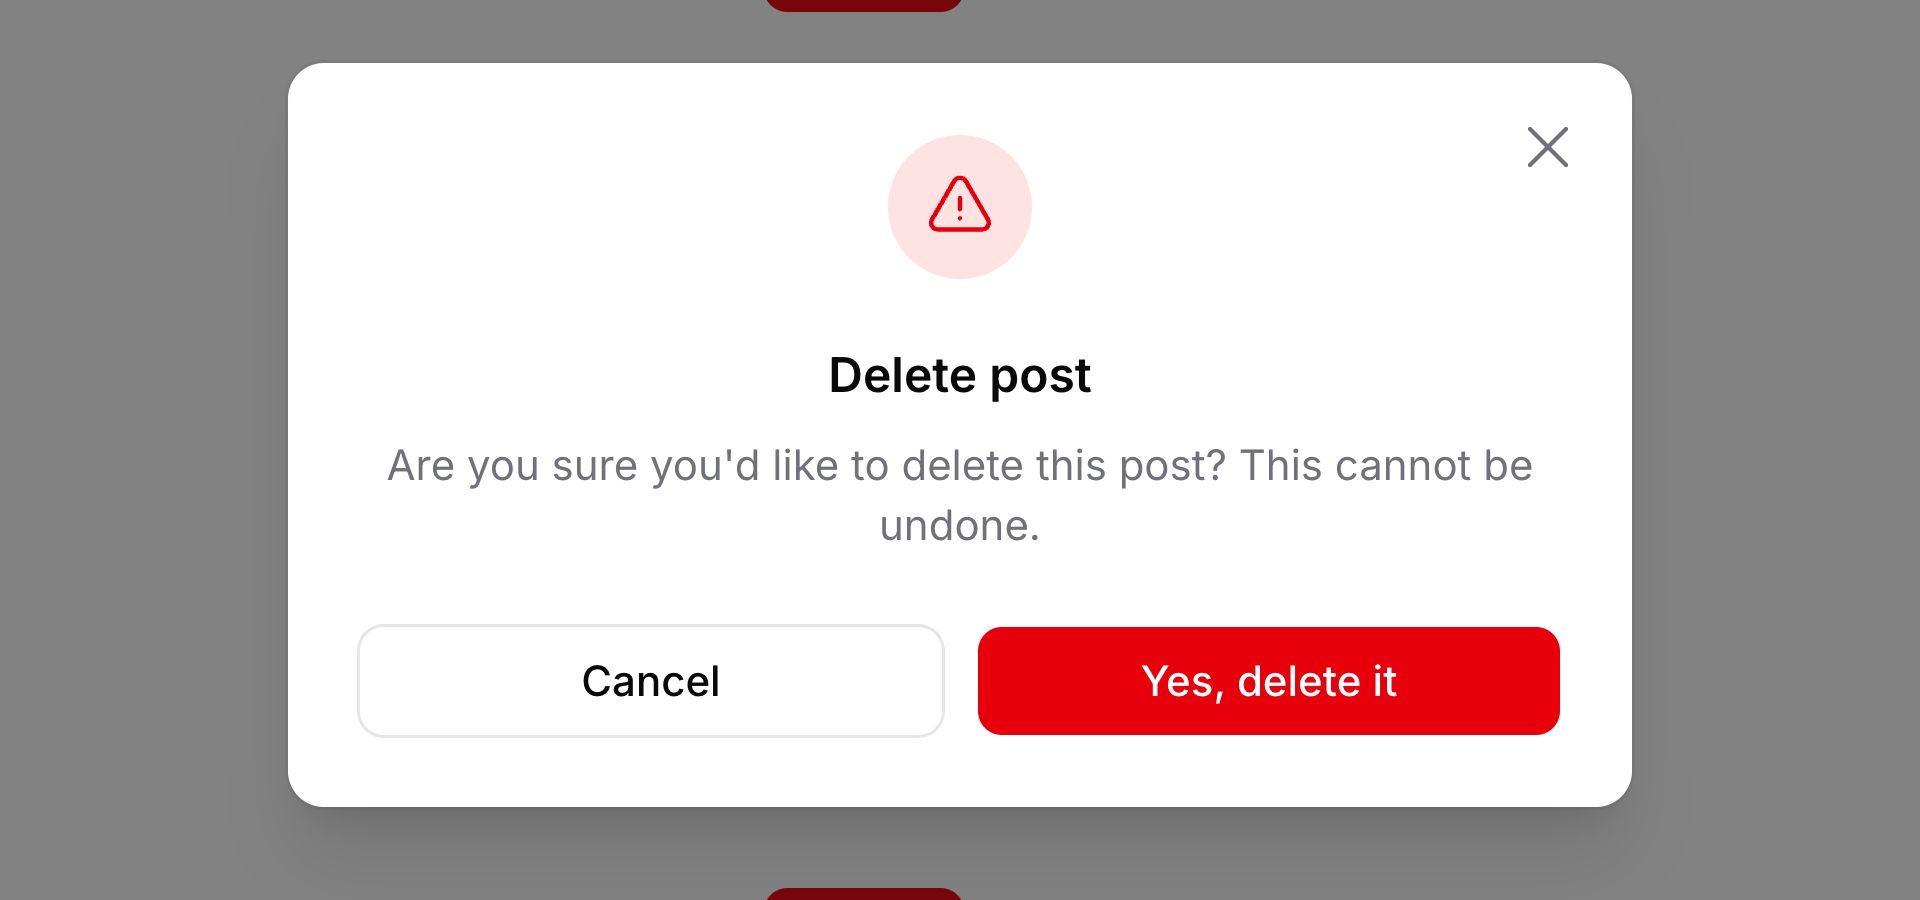 Delete post
Are you sure you'd like to delete this post? This cannot be
undone.
Cancel
Yes, delete it